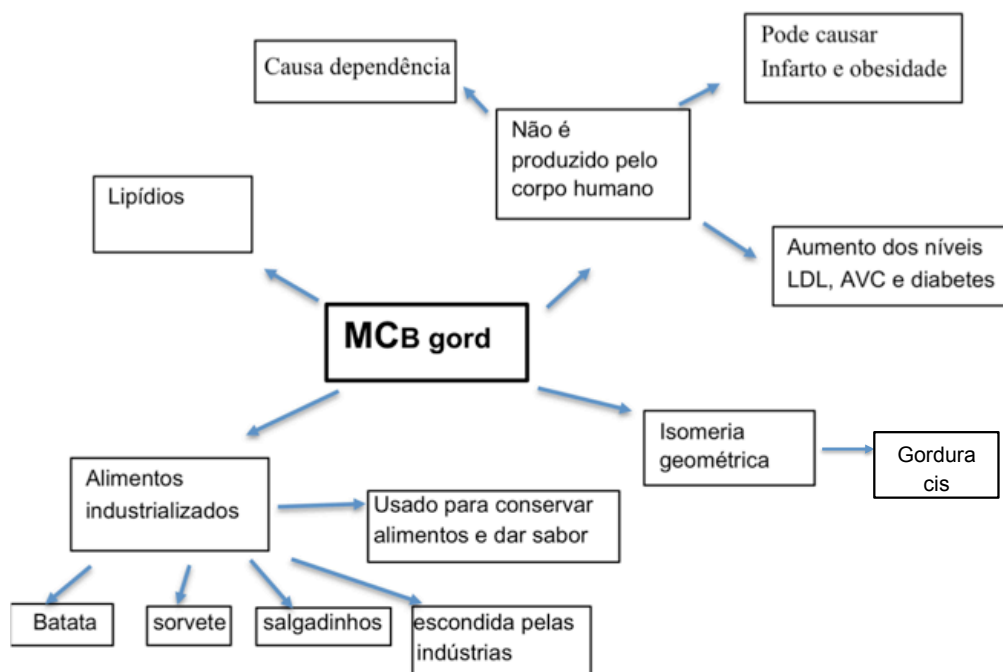 Causa dependência
Pode causar
Infarto e obesidade
Não é
produzido pelo
corpo humano
Lipídios
Aumento dos níveis
LDL, AVC e diabetes
MCB gord
Isomeria
geométrica
Gordura
cis
Alimentos
industrializados
Usado para conservar
alimentos e dar sabor
Batata
sorvete
salgadinhos
escondida pelas
indústrias